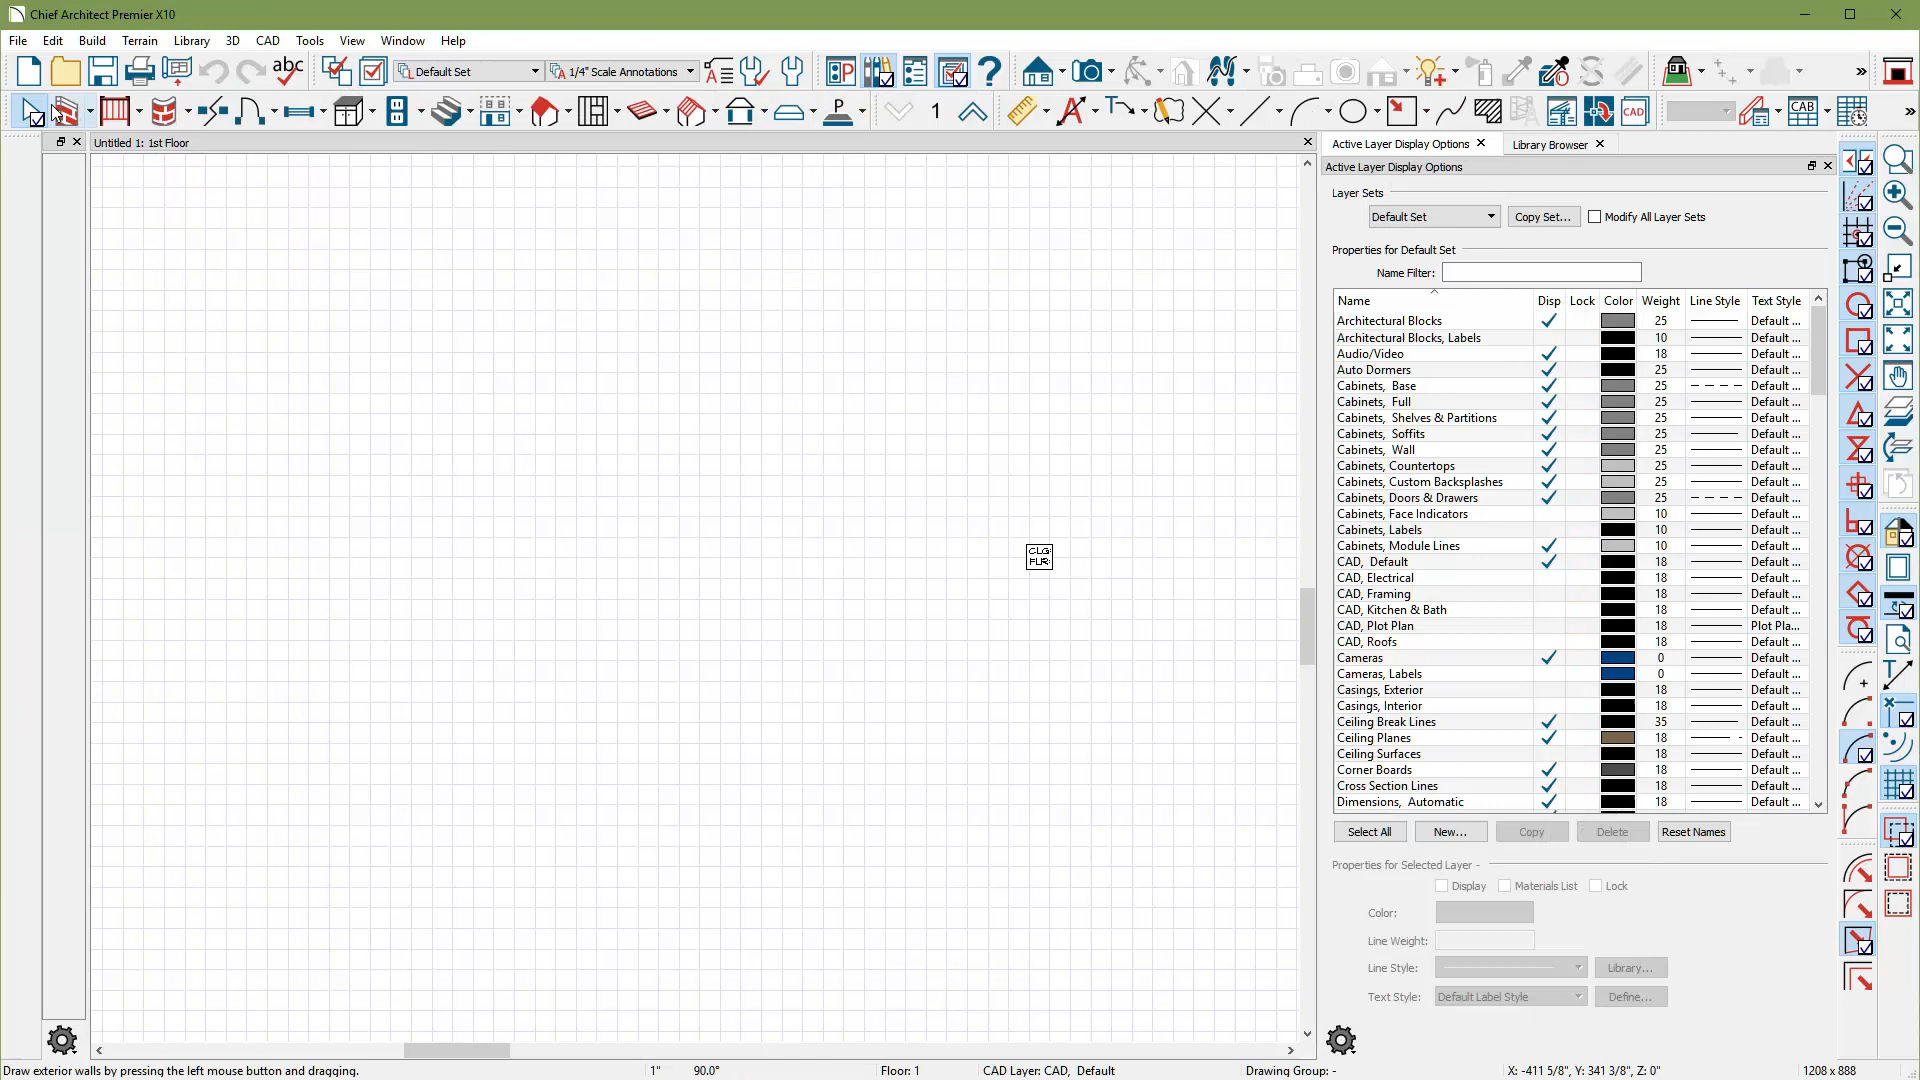 Chief Architect Premier X10
File Edit Build Terrain Library 3D CAD Tools View Window Help
abc Default Set 1/4" Scale Annotations P ?
P 1 A CAD CAB
Untitled 1: 1st Floor
CLG:
FLR:
Active Layer Display Options Library Browser
Active Layer Display Options
Layer Sets
Default Set Copy Set... Modify All Layer Sets
Properties for Default Set
Name Filter:
Name Disp Lock Color Weight Line Style Text Style
Architectural Blocks 25 Default ...
Architectural Blocks, Labels 10 Default ...
Audio/Video 18 Default ...
Auto Dormers 25 Default ...
Cabinets, Base 25 Default ...
Cabinets, Full 25 Default ...
Cabinets, Shelves & Partitions 25 Default ...
Cabinets, Soffits 25 Default ...
Cabinets, Wall 25 Default ...
Cabinets, Countertops 25 Default ...
Cabinets, Custom Backsplashes 25 Default ...
Cabinets, Doors & Drawers 25 Default ...
Cabinets, Face Indicators 10 Default ...
Cabinets, Labels 10 Default ...
Cabinets, Module Lines 10 Default ...
CAD, Default 18 Default ...
CAD, Electrical 18 Default ...
CAD, Framing 18 Default ...
CAD, Kitchen & Bath 18 Default ...
CAD, Plot Plan 18 Plot Pla...
CAD, Roofs 18 Default ...
Cameras 0 Default ...
Cameras, Labels 0 Default ...
Casings, Exterior 18 Default ...
Casings, Interior 18 Default ...
Ceiling Break Lines 35 Default ...
Ceiling Planes 18 Default ...
Ceiling Surfaces 18 Default ...
Corner Boards 18 Default ...
Cross Section Lines 18 Default ...
Dimensions, Automatic 18 Default ...
Select All New... Copy Delete Reset Names
Properties for Selected Layer -
Display Materials List Lock
Color:
Line Weight:
Line Style: Library...
Text Style: Default Label Style Define...
Draw exterior walls by pressing the left mouse button and dragging. 1" 90.0° Floor: 1 CAD Layer: CAD, Default Drawing Group: - X: -411 5/8", Y: 341 3/8", Z: 0" 1208 x 888